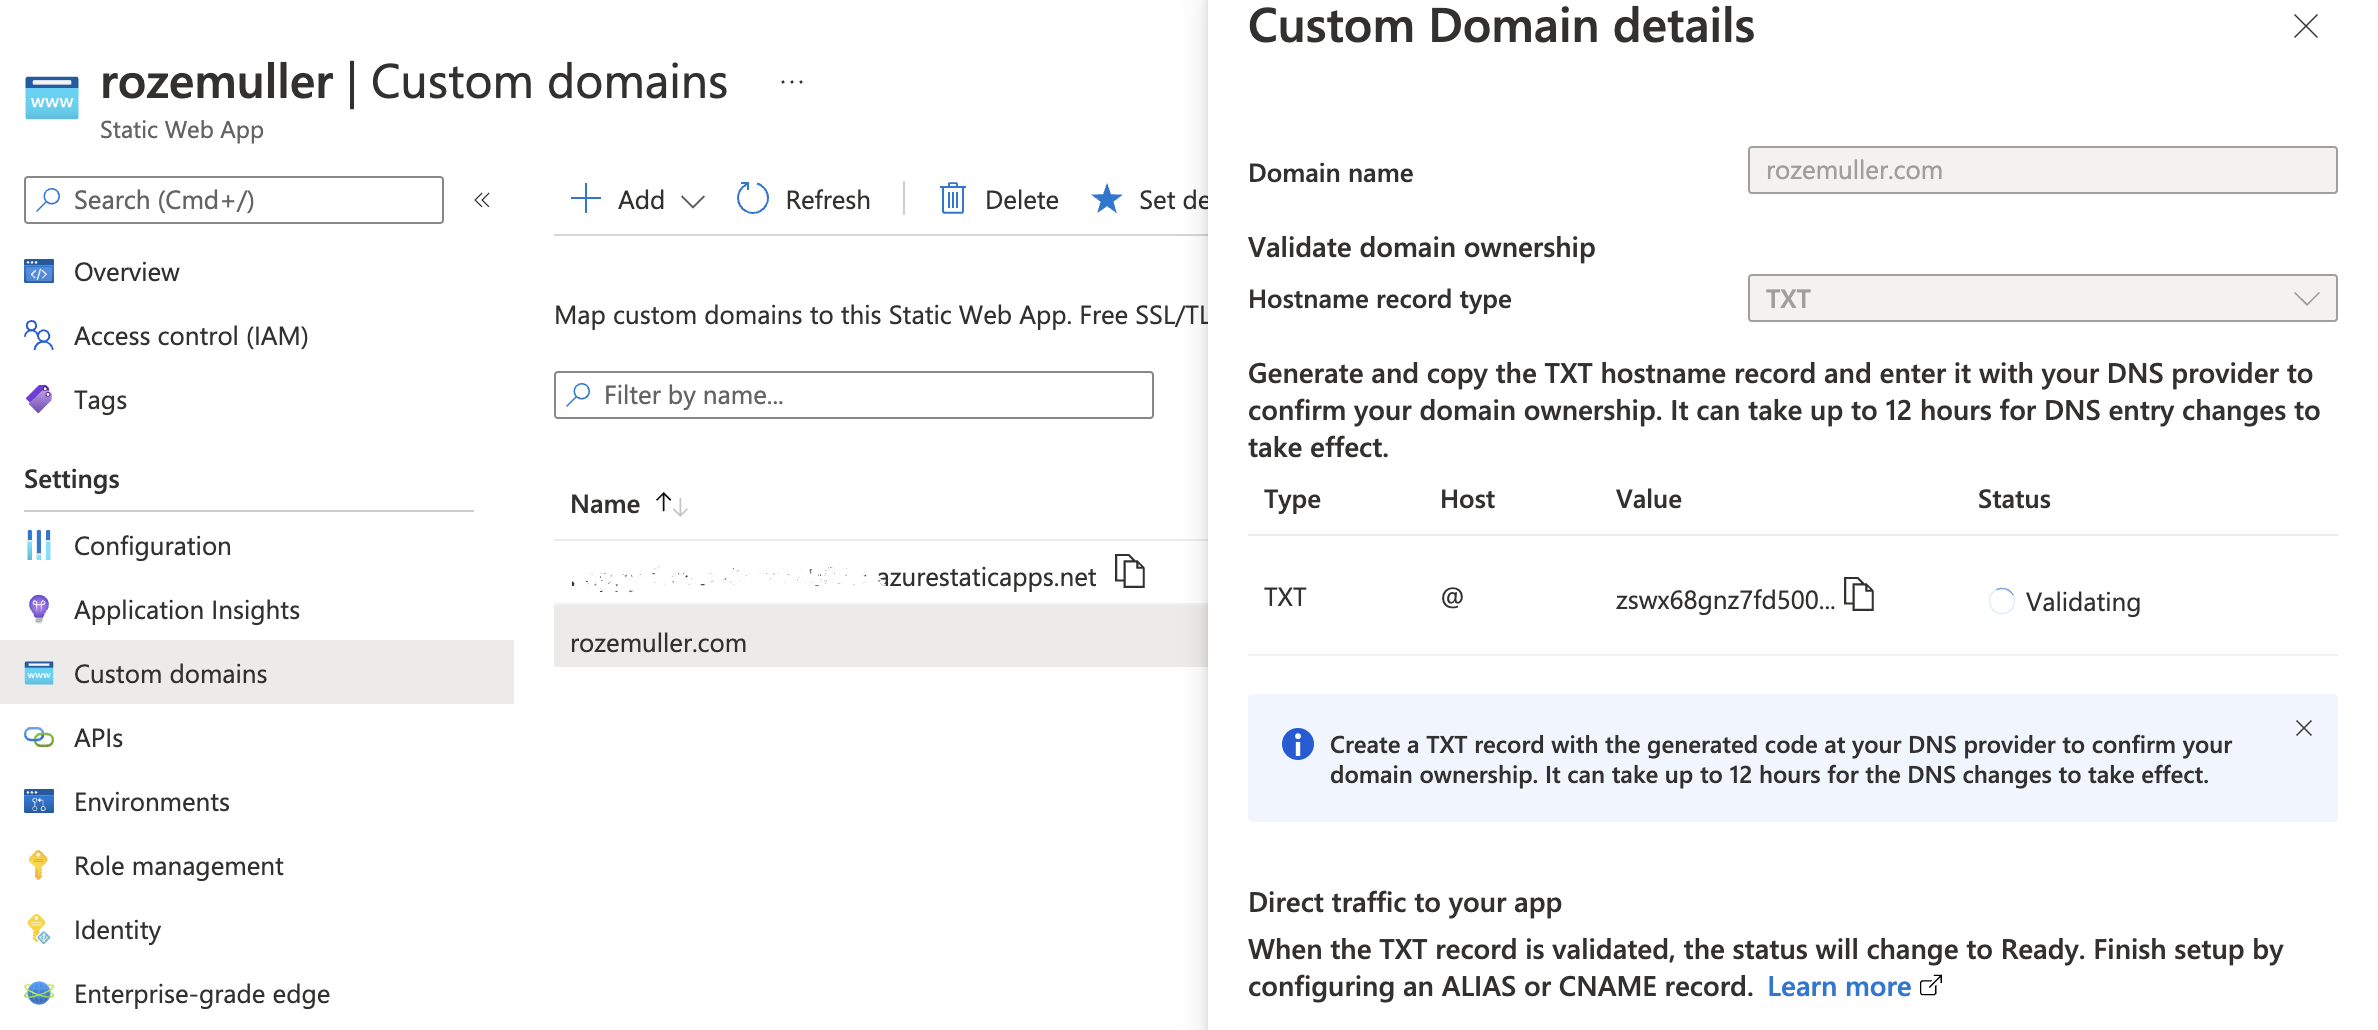 rozemuller | Custom domains ...
Static Web App
Search (Cmd+/)
«
Overview
Access control (IAM)
Tags
Settings
Configuration
Application Insights
Custom domains
APIs
Environments
Role management
Identity
Enterprise-grade edge
Add
Refresh
Delete
Set de
Map custom domains to this Static Web App. Free SSL/TL
Filter by name...
Name
azurestaticapps.net
rozemuller.com
Custom Domain details
Domain name
rozemuller.com
Validate domain ownership
Hostname record type
TXT
Generate and copy the TXT hostname record and enter it with your DNS provider to
confirm your domain ownership. It can take up to 12 hours for DNS entry changes to
take effect.
Type Host Value Status
TXT @ zswx68gnz7fd500... Validating
Create a TXT record with the generated code at your DNS provider to confirm your
domain ownership. It can take up to 12 hours for the DNS changes to take effect.
Direct traffic to your app
When the TXT record is validated, the status will change to Ready. Finish setup by
configuring an ALIAS or CNAME record. Learn more